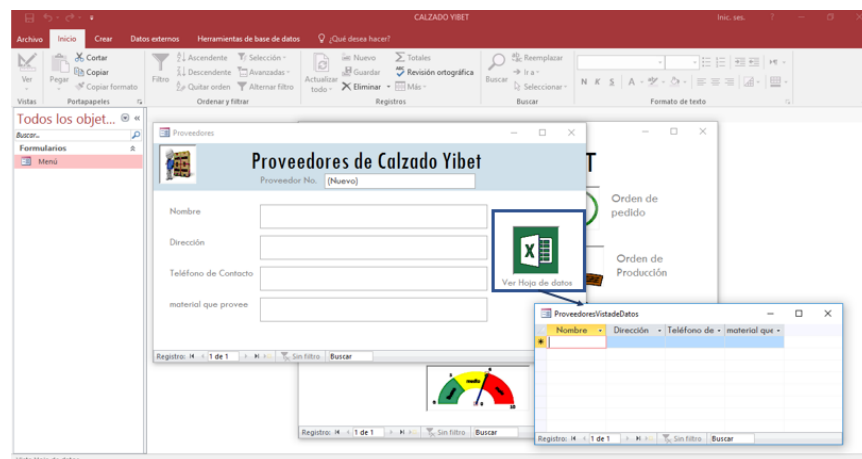 CALZADO YIBET
Inic. ses.
Archivo Inicio Crear Datos externos Herramientas de base de datos ¿Qué desea hacer?
Ver
Pegar
Cortar
Copiar
Copiar formato
Filtro
Ascendente
Descendente
Quitar orden
Selección
Avanzadas
Alternar filtro
Actualizar todo
Nuevo
Guardar
Eliminar
Totales
Revisión ortográfica
Más
Buscar
Reemplazar
Ir a
Seleccionar
N K S A
Vistas Portapapeles Ordenar y filtrar Registros Buscar Formato de texto
Todos los objet...
Buscar...
Formularios
Menú
Proveedores
Proveedores de Calzado Yibet
Proveedor No. (Nuevo)
Nombre
Dirección
Teléfono de Contacto
material que provee
Ver Hoja de datos
Registro: 1 de 1 Sin filtro Buscar
T
Orden de
pedido
Orden de
Producción
medio
Registro: 1 de 1 Sin filtro Buscar
ProveedoresVistadeDatos
Nombre Dirección Teléfono de material que
Registro: 1 de 1 Sin filtro Buscar